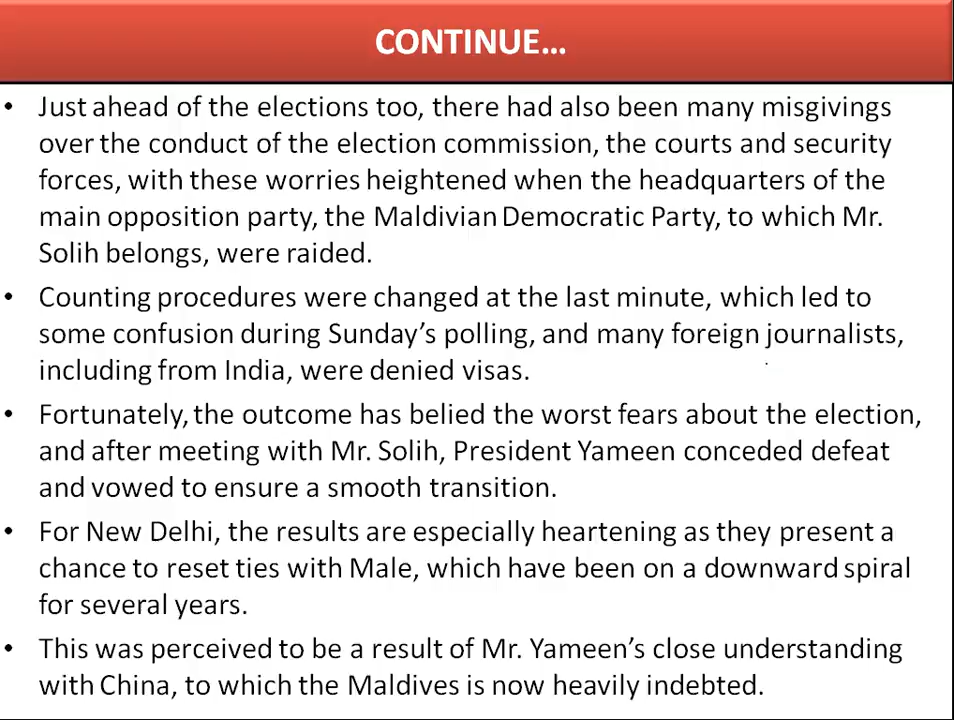 CONTINUE...
• Just ahead of the elections too, there had also been many misgivings
over the conduct of the election commission, the courts and security
forces, with these worries heightened when the headquarters of the
main opposition party, the Maldivian Democratic Party, to which Mr.
Solih belongs, were raided.
• Counting procedures were changed at the last minute, which led to
some confusion during Sunday’s polling, and many foreign journalists,
including from India, were denied visas.
• Fortunately, the outcome has belied the worst fears about the election,
and after meeting with Mr. Solih, President Yameen conceded defeat
and vowed to ensure a smooth transition.
• For New Delhi, the results are especially heartening as they present a
chance to reset ties with Male, which have been on a downward spiral
for several years.
• This was perceived to be a result of Mr. Yameen’s close understanding
with China, to which the Maldives is now heavily indebted.